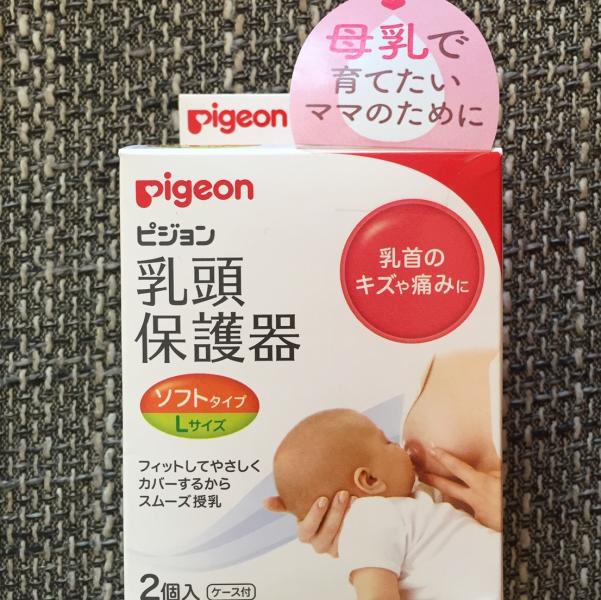 母乳で
育てたい
ママのために
pigeon
pigeon
ピジョン
乳頭
保護器
乳首の
キズや痛みに
ソフトタイプ
Lサイズ
フィットしてやさしく
カバーするから
スムーズ授乳
2個入 ケース付